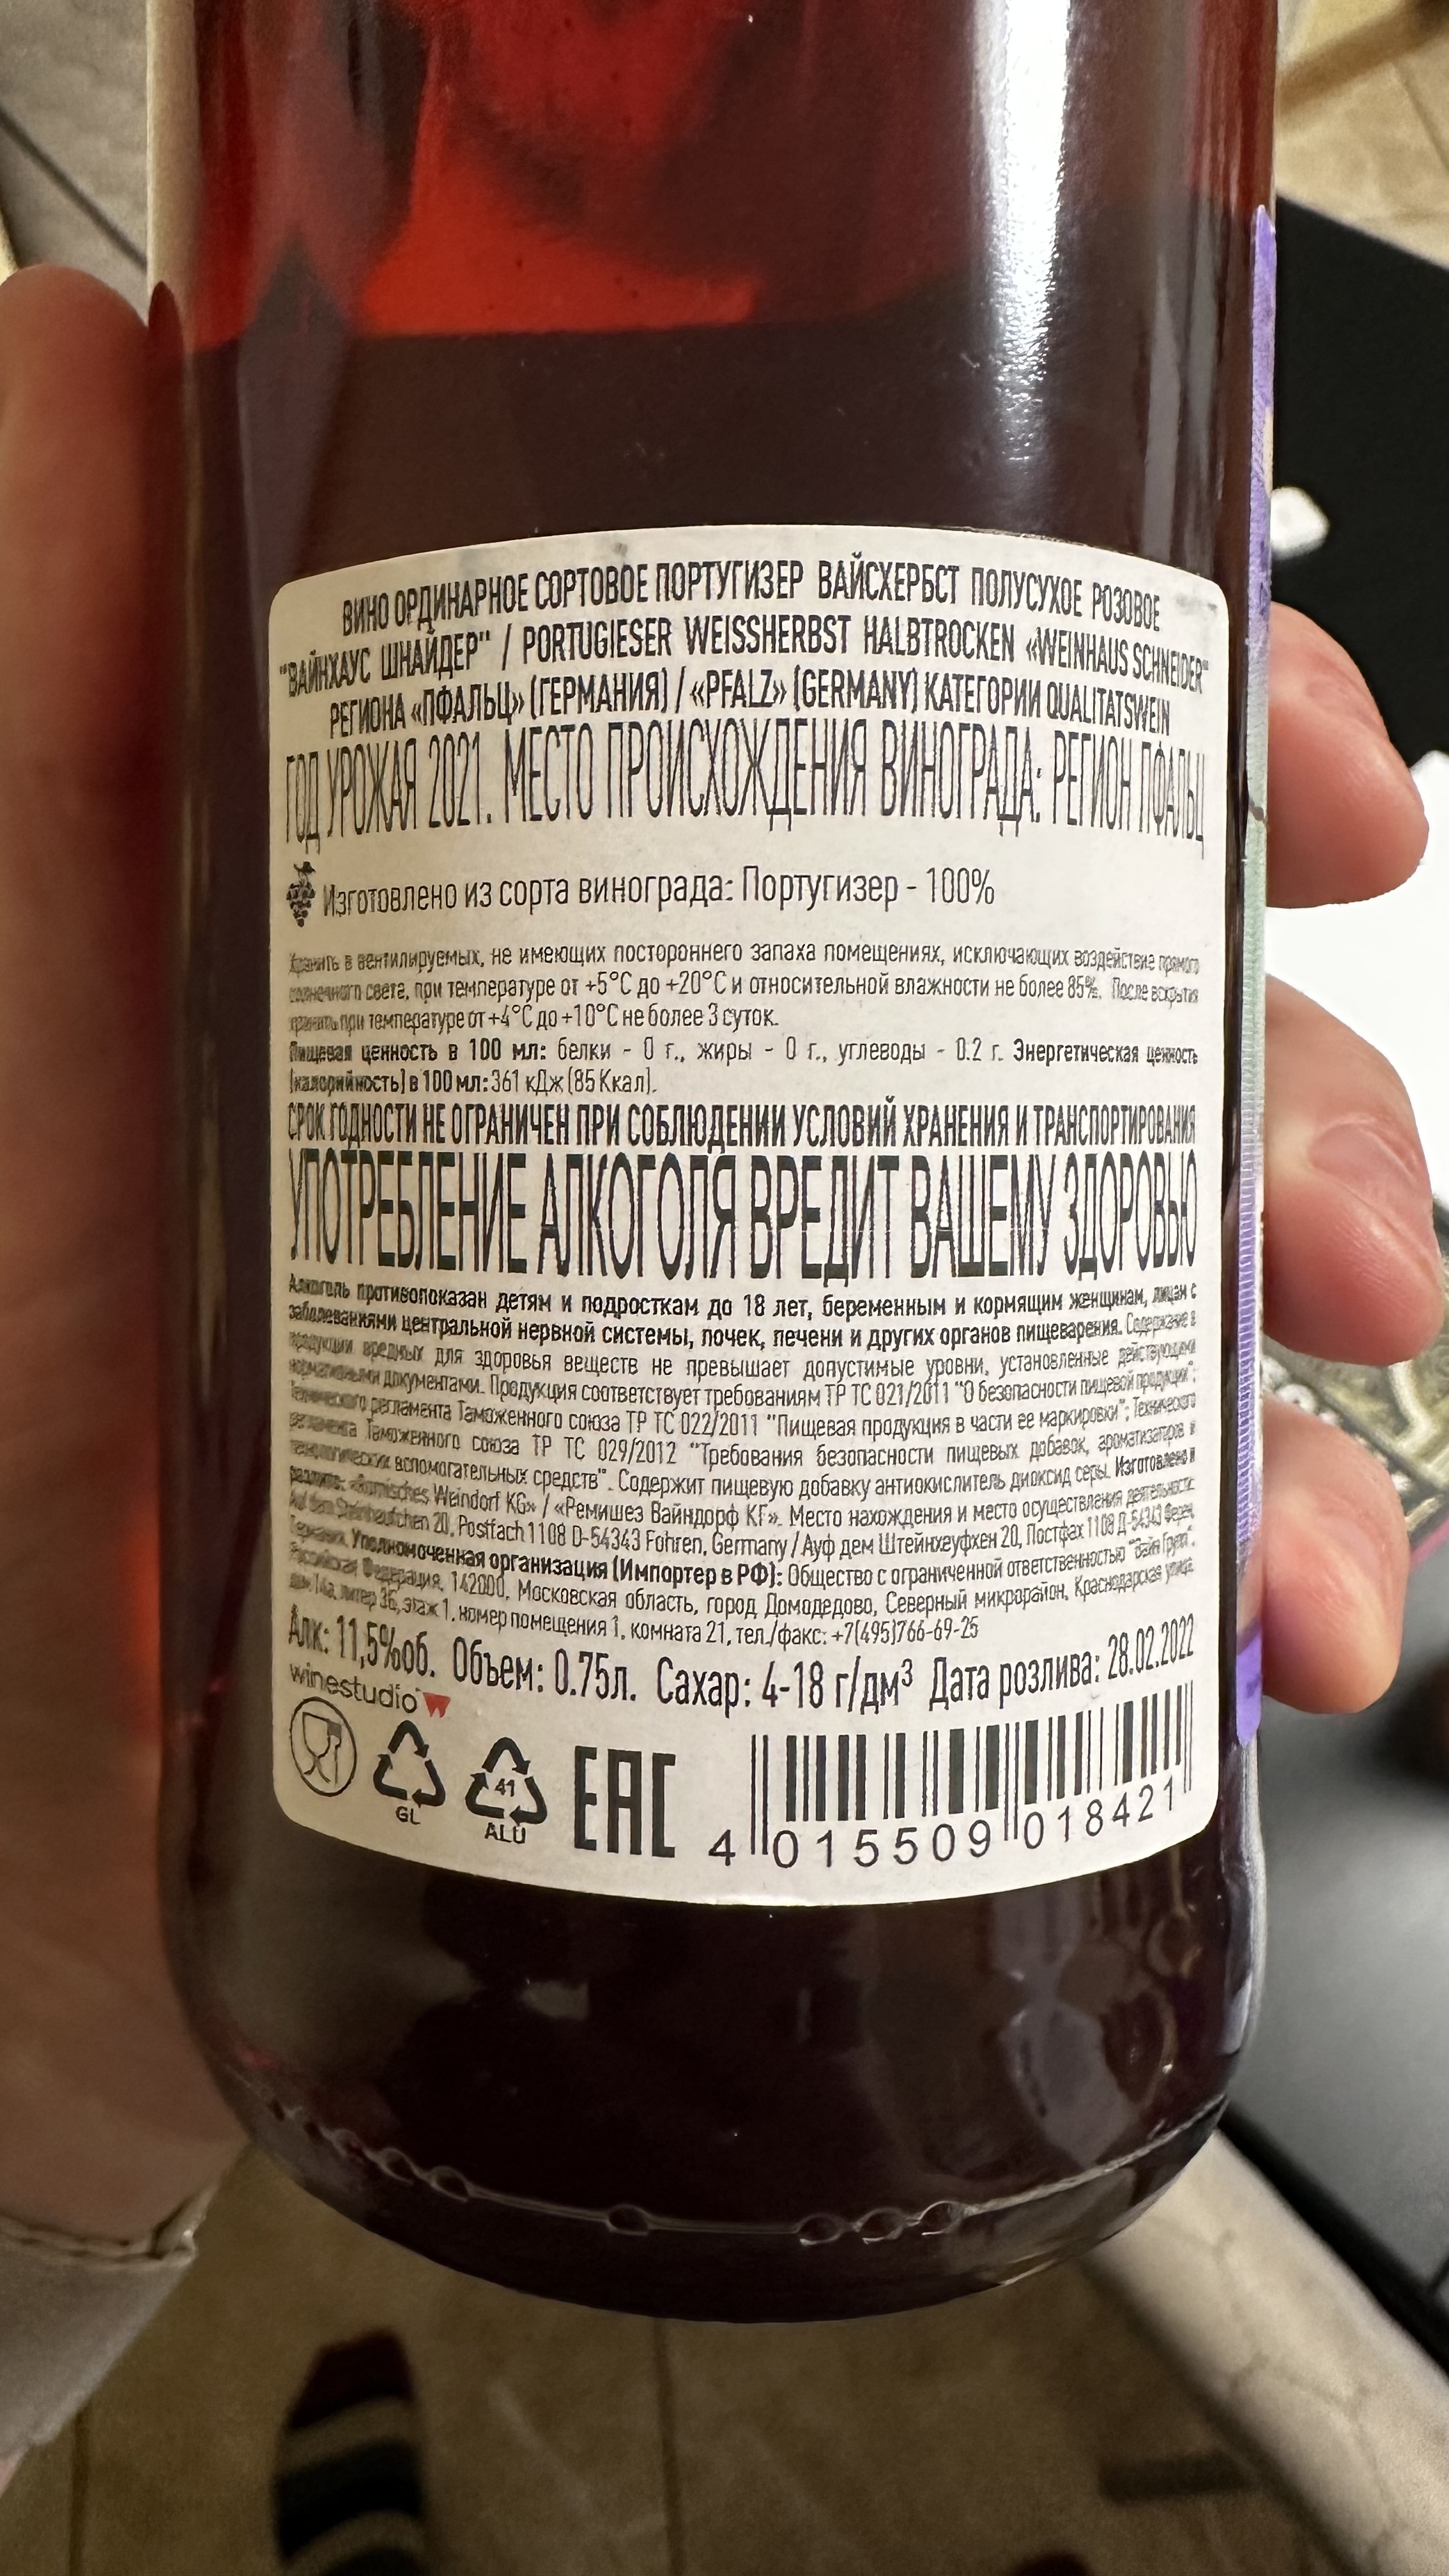 ВИНО ОРДИНАРНОЕ СОРТОВОЕ ПОРТУГИЗЕР ВАЙСХЕРБСТ ПОЛУСУХОЕ РОЗОВОЕ
"ВАЙНХАУС ШНАЙДЕР" / PORTUGIESER WEISSHERBST HALBTROCKEN «WEINHAUS SCHNEIDER"
РЕГИОНА «ПФАЛЬЦ» (ГЕРМАНИЯ) / «PFALZ» (GERMANY) КАТЕГОРИИ QUALITATSWEIN
ГОД УРОЖАЯ 2021. МЕСТО ПРОИСХОЖДЕНИЯ ВИНОГРАДА: РЕГИОН ПФАЛЬЦ
Изготовлено из сорта винограда: Португизер - 100%
Хранить в вентилируемых, не имеющих постороннего запаха помещениях, исключающих воздействие прямого
солнечного света, при температуре от +5°C до +20°C и относительной влажности не более 85%. После вскрытия
хранить при температуре от +4°C до +10°C не более 3 суток.
Пищевая ценность в 100 мл: белки - 0 г., жиры - 0 г., углеводы - 0.2 г. Энергетическая ценность
(калорийность) в 100 мл: 361 кДж (85 Ккал).
СРОК ГОДНОСТИ НЕ ОГРАНИЧЕН ПРИ СОБЛЮДЕНИИ УСЛОВИЙ ХРАНЕНИЯ И ТРАНСПОРТИРОВАНИЯ
УПОТРЕБЛЕНИЕ АЛКОГОЛЯ ВРЕДИТ ВАШЕМУ ЗДОРОВЬЮ
Алкоголь противопоказан детям и подросткам до 18 лет, беременным и кормящим женщинам, лицам с
заболеваниями центральной нервной системы, почек, печени и других органов пищеварения. Содержание в
продукции вредных для здоровья веществ не превышает допустимые уровни, установленные действующими
нормативными документами. Продукция соответствует требованиям ТР ТС 021/2011 "О безопасности пищевой продукции";
Технического регламента Таможенного союза ТР ТС 022/2011 "Пищевая продукция в части ее маркировки"; Технического
регламента Таможенного союза ТР ТС 029/2012 "Требования безопасности пищевых добавок, ароматизаторов и
технологических вспомогательных средств". Содержит пищевую добавку антиокислитель диоксид серы. Изготовлено и
разлито: «Romisches Weindorf KG» / «Ремишез Вайндорф КГ». Место нахождения и место осуществления деятельности:
Auf dem Steinhaufchen 20, Postfach 1108 D-54343 Fohren, Germany / Ауф дем Штейнхеуфхен 20, Постфах 1108 Д-54343 Ферен,
Германия. Уполномоченная организация (Импортер в РФ): Общество с ограниченной ответственностью "Вайн Групп".
Российская Федерация, 142000, Московская область, город Домодедово, Северный микрорайон, Краснодарская улица,
дом 14а, литер 3б, этаж 1, номер помещения 1, комната 21, тел./факс: +7(495)766-69-25
Алк: 11,5%об. Объем: 0.75л. Сахар: 4-18 г/дм³ Дата розлива: 28.02.2022
winestudio
GL
41
ALU
EAC
4 015509 018421